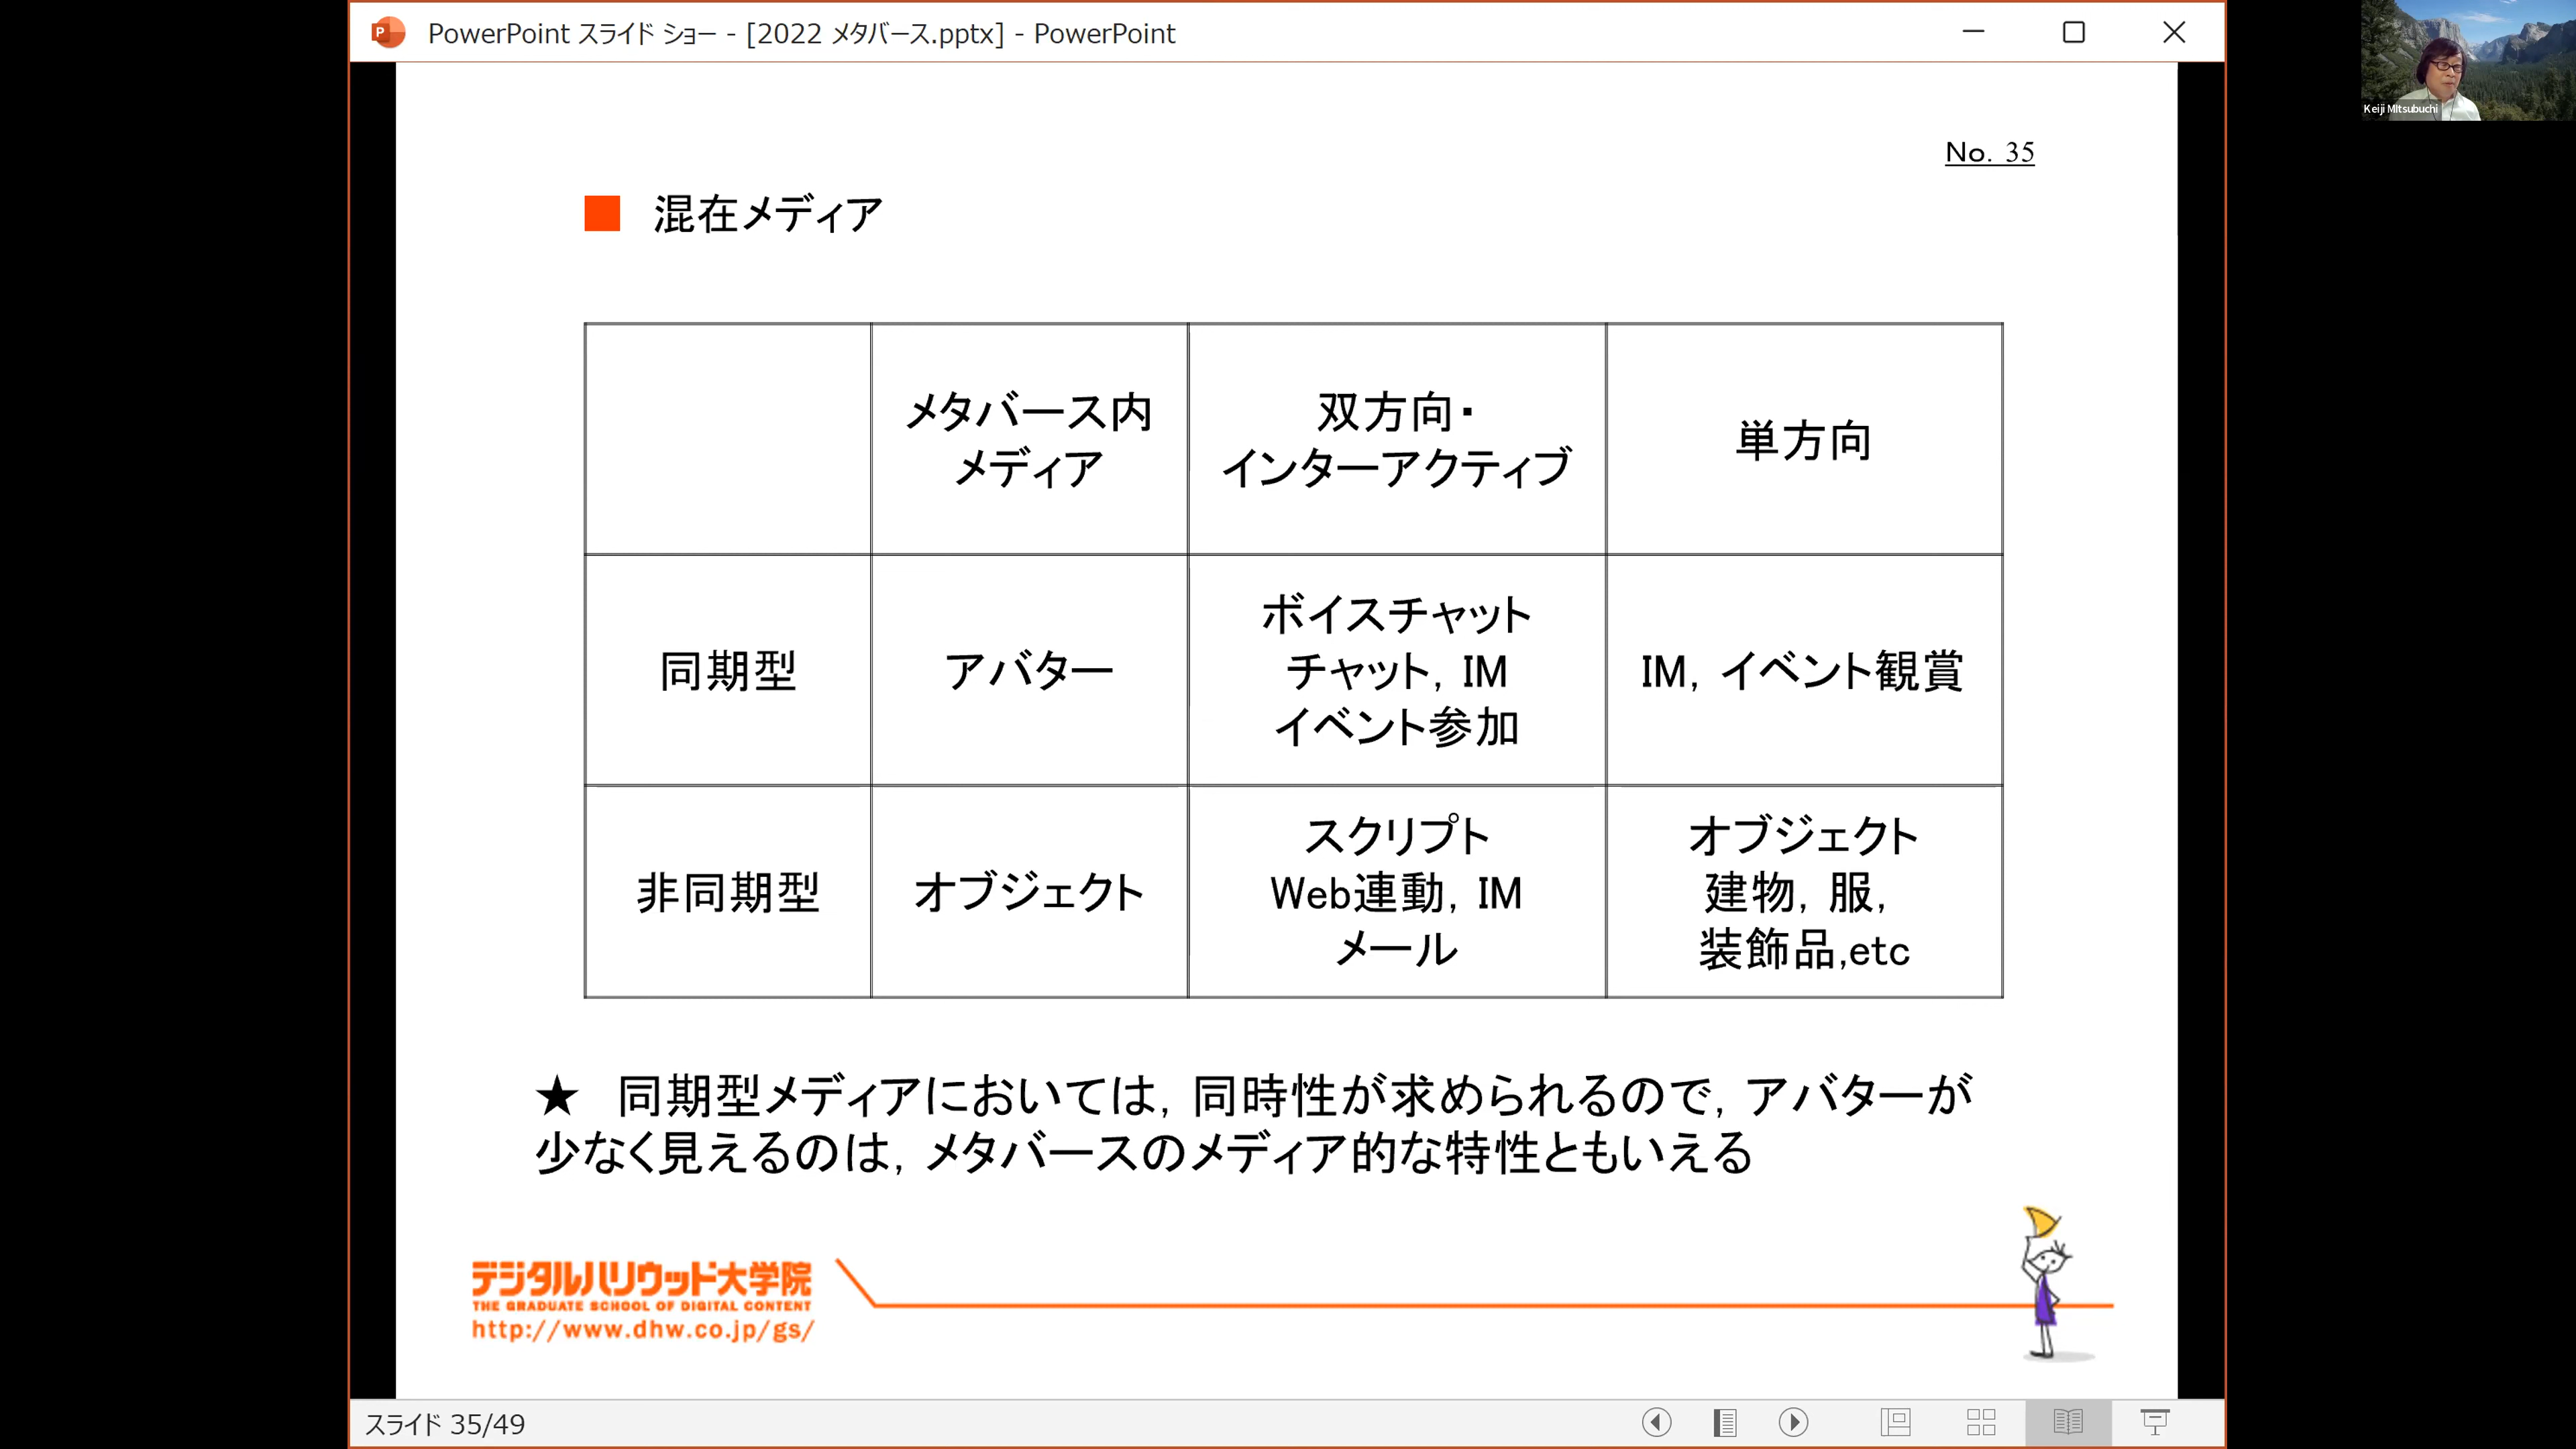 PowerPoint スライド ショー - [2022 メタバース.pptx] - PowerPoint
Keiji MItsubuchi
No. 35
混在メディア
メタバース内
メディア
双方向・
インターアクティブ
単方向
同期型
アバター
ボイスチャット
チャット, IM
イベント参加
IM, イベント観賞
非同期型
オブジェクト
スクリプト
Web連動, IM
メール
オブジェクト
建物, 服,
装飾品,etc
★ 同期型メディアにおいては, 同時性が求められるので, アバターが
少なく見えるのは, メタバースのメディア的な特性ともいえる
デジタルハリウッド大学院
THE GRADUATE SCHOOL OF DIGITAL CONTENT
http://www.dhw.co.jp/gs/
スライド 35/49